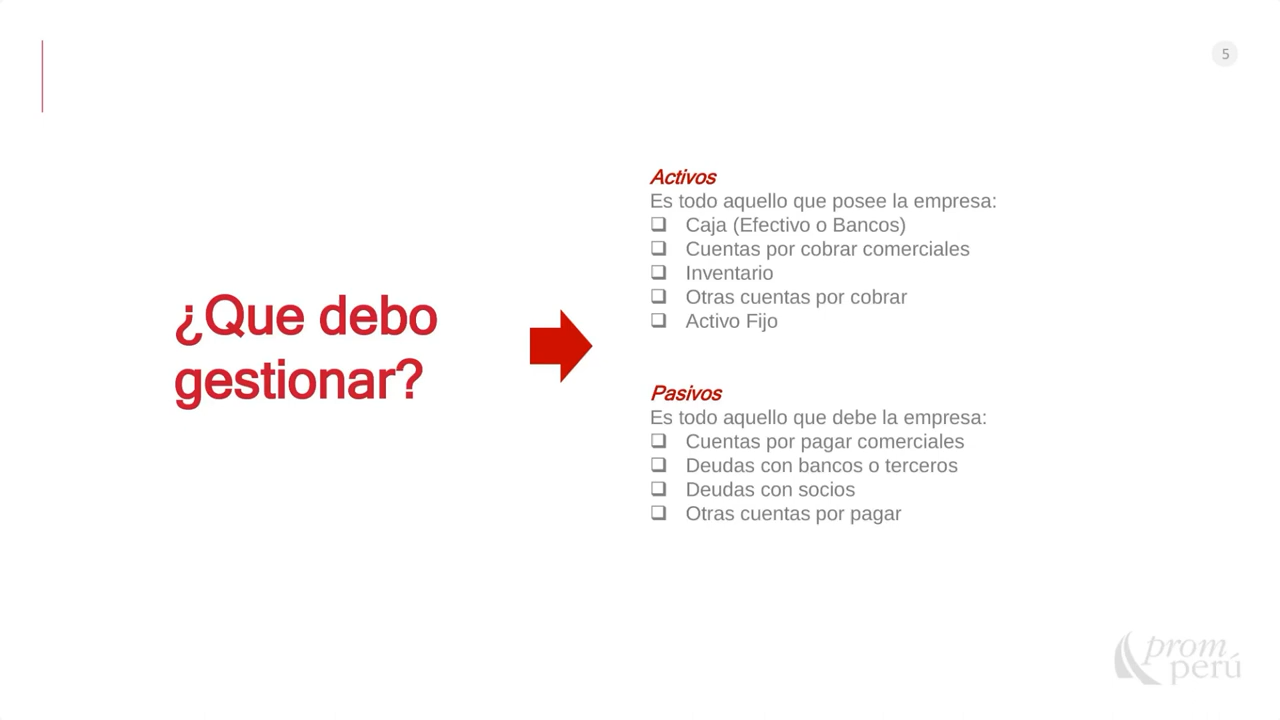 5
¿Que debo
gestionar?
Activos
Es todo aquello que posee la empresa:
❑ Caja (Efectivo o Bancos)
❑ Cuentas por cobrar comerciales
❑ Inventario
❑ Otras cuentas por cobrar
❑ Activo Fijo
Pasivos
Es todo aquello que debe la empresa:
❑ Cuentas por pagar comerciales
❑ Deudas con bancos o terceros
❑ Deudas con socios
❑ Otras cuentas por pagar
prom
perú